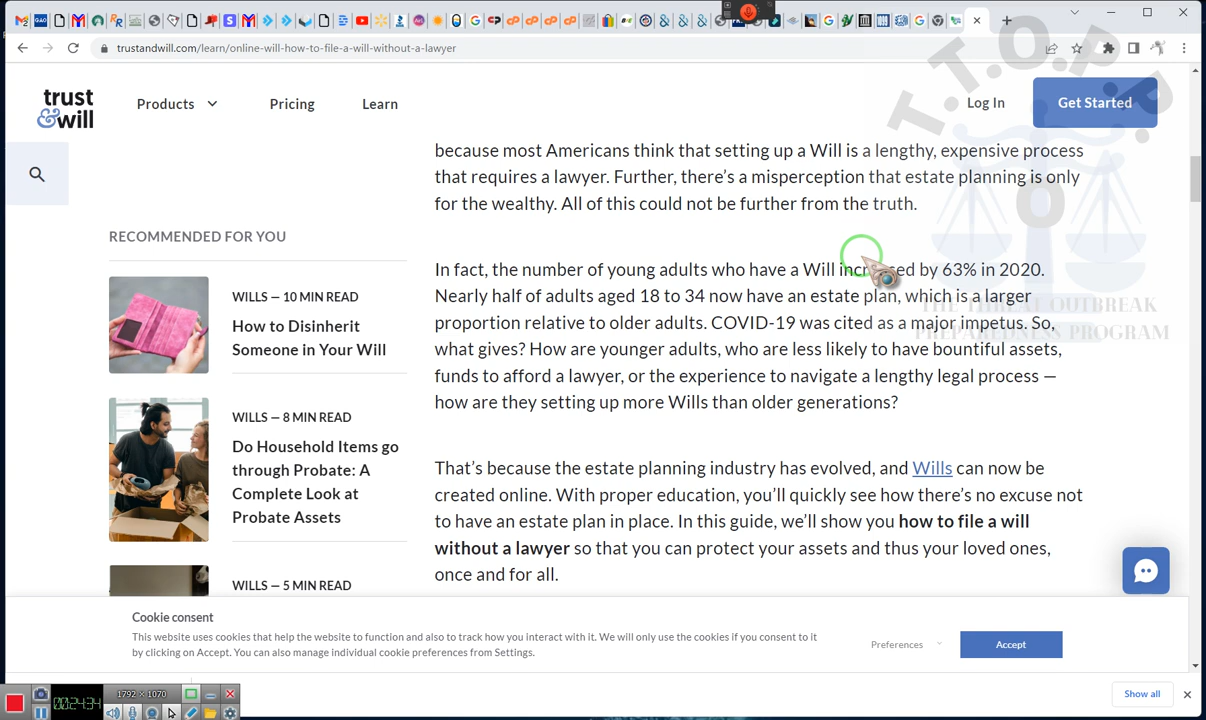 trustandwill.com/learn/online-will-how-to-file-a-will-without-a-lawyer
trust
&will
Products
Pricing
Learn
Log In
Get Started
T.T.O.P.P.O
because most Americans think that setting up a Will is a lengthy, expensive process
that requires a lawyer. Further, there's a misperception that estate planning is only
for the wealthy. All of this could not be further from the truth.
RECOMMENDED FOR YOU
WILLS — 10 MIN READ
How to Disinherit
Someone in Your Will
WILLS — 8 MIN READ
Do Household Items go
through Probate: A
Complete Look at
Probate Assets
WILLS — 5 MIN READ
In fact, the number of young adults who have a Will increased by 63% in 2020.
Nearly half of adults aged 18 to 34 now have an estate plan, which is a larger
proportion relative to older adults. COVID-19 was cited as a major impetus. So,
what gives? How are younger adults, who are less likely to have bountiful assets,
funds to afford a lawyer, or the experience to navigate a lengthy legal process —
how are they setting up more Wills than older generations?
THE THREAT OUTBREAK
PREPAREDNESS PROGRAMM
That's because the estate planning industry has evolved, and Wills can now be
created online. With proper education, you'll quickly see how there's no excuse not
to have an estate plan in place. In this guide, we'll show you how to file a will
without a lawyer so that you can protect your assets and thus your loved ones,
once and for all.
Cookie consent
This website uses cookies that help the website to function and also to track how you interact with it. We will only use the cookies if you consent to it
by clicking on Accept. You can also manage individual cookie preferences from Settings.
Preferences
Accept
1792 × 1070
00:24:34
Show all